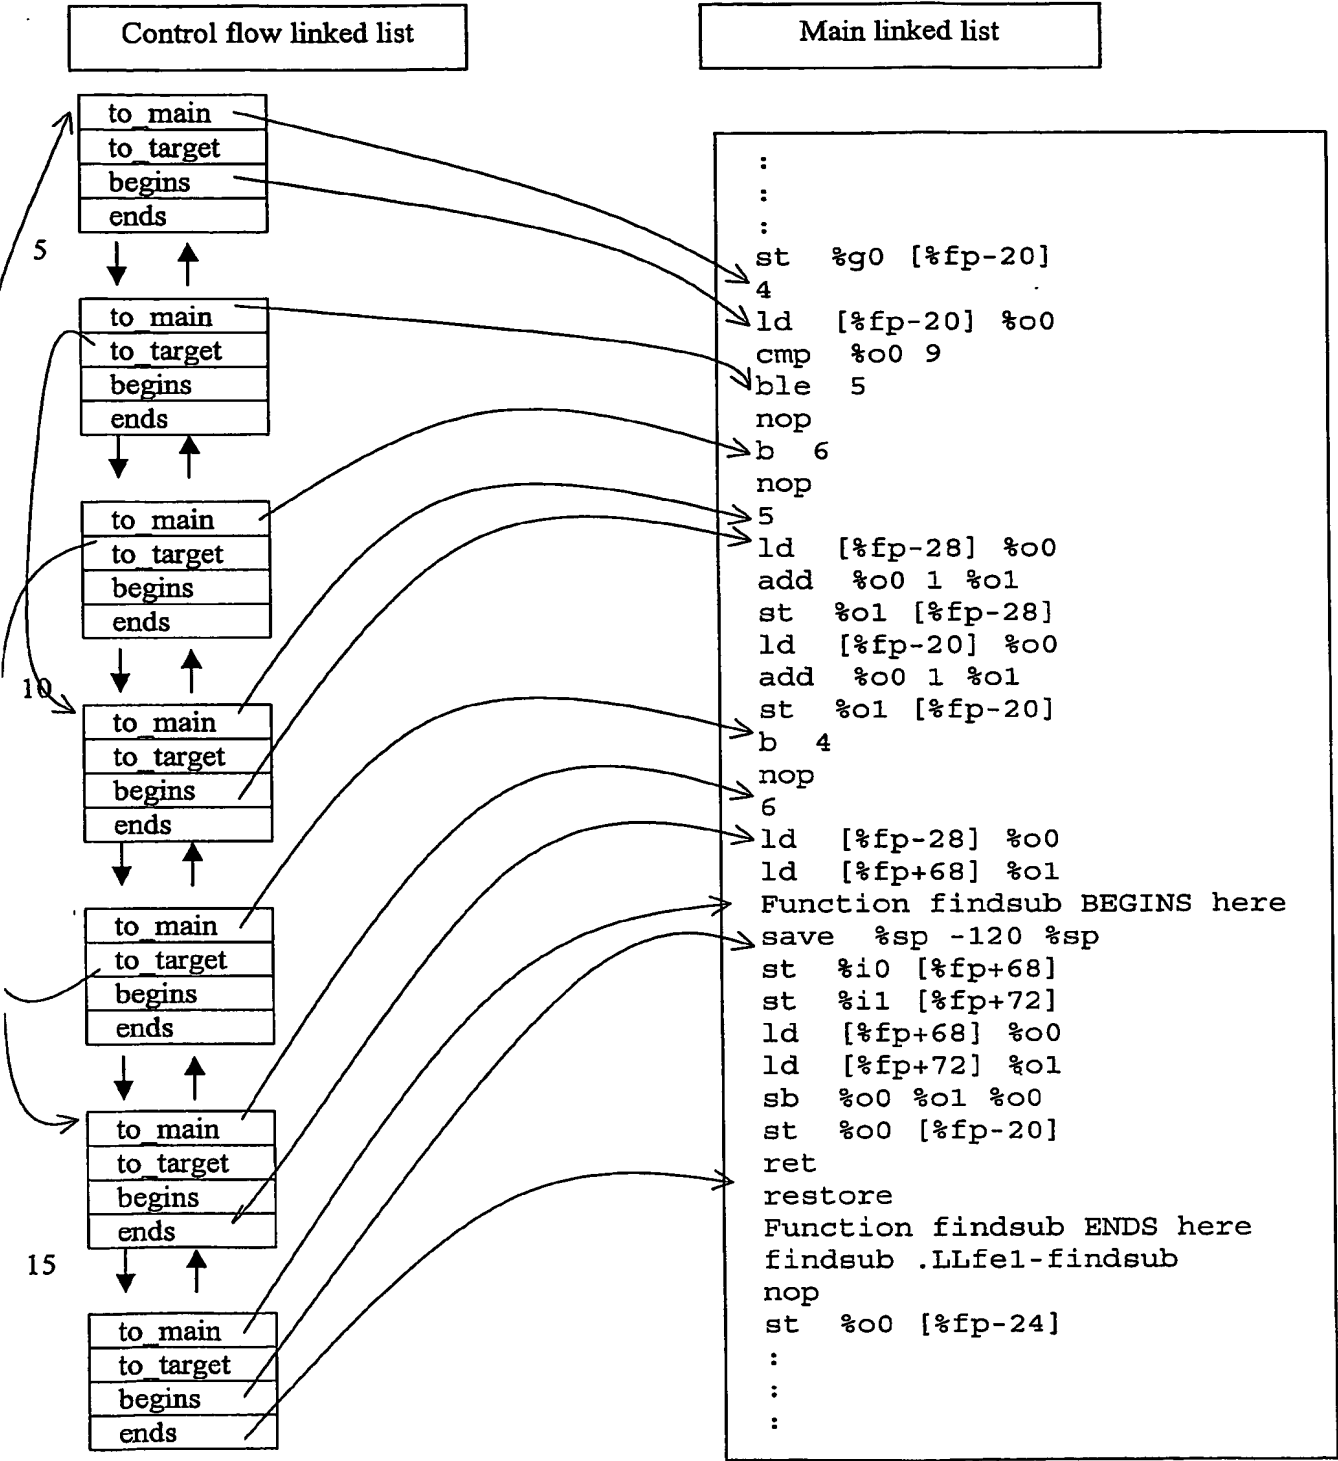 Control flow linked list
Main linked list
to_main
to_target
begins
ends
5
to_main
to_target
begins
ends
to_main
to_target
begins
ends
10
to_main
to_target
begins
ends
to_main
to_target
begins
ends
to_main
to_target
begins
ends
15
to_main
to_target
begins
ends
:
:
:
st %g0 [%fp-20]
4
ld [%fp-20] %o0
cmp %o0 9
ble 5
nop
b 6
nop
5
ld [%fp-28] %o0
add %o0 1 %o1
st %o1 [%fp-28]
ld [%fp-20] %o0
add %o0 1 %o1
st %o1 [%fp-20]
b 4
nop
6
ld [%fp-28] %o0
ld [%fp+68] %o1
Function findsub BEGINS here
save %sp -120 %sp
st %i0 [%fp+68]
st %i1 [%fp+72]
ld [%fp+68] %o0
ld [%fp+72] %o1
sb %o0 %o1 %o0
st %o0 [%fp-20]
ret
restore
Function findsub ENDS here
findsub .LLfe1-findsub
nop
st %o0 [%fp-24]
:
:
: